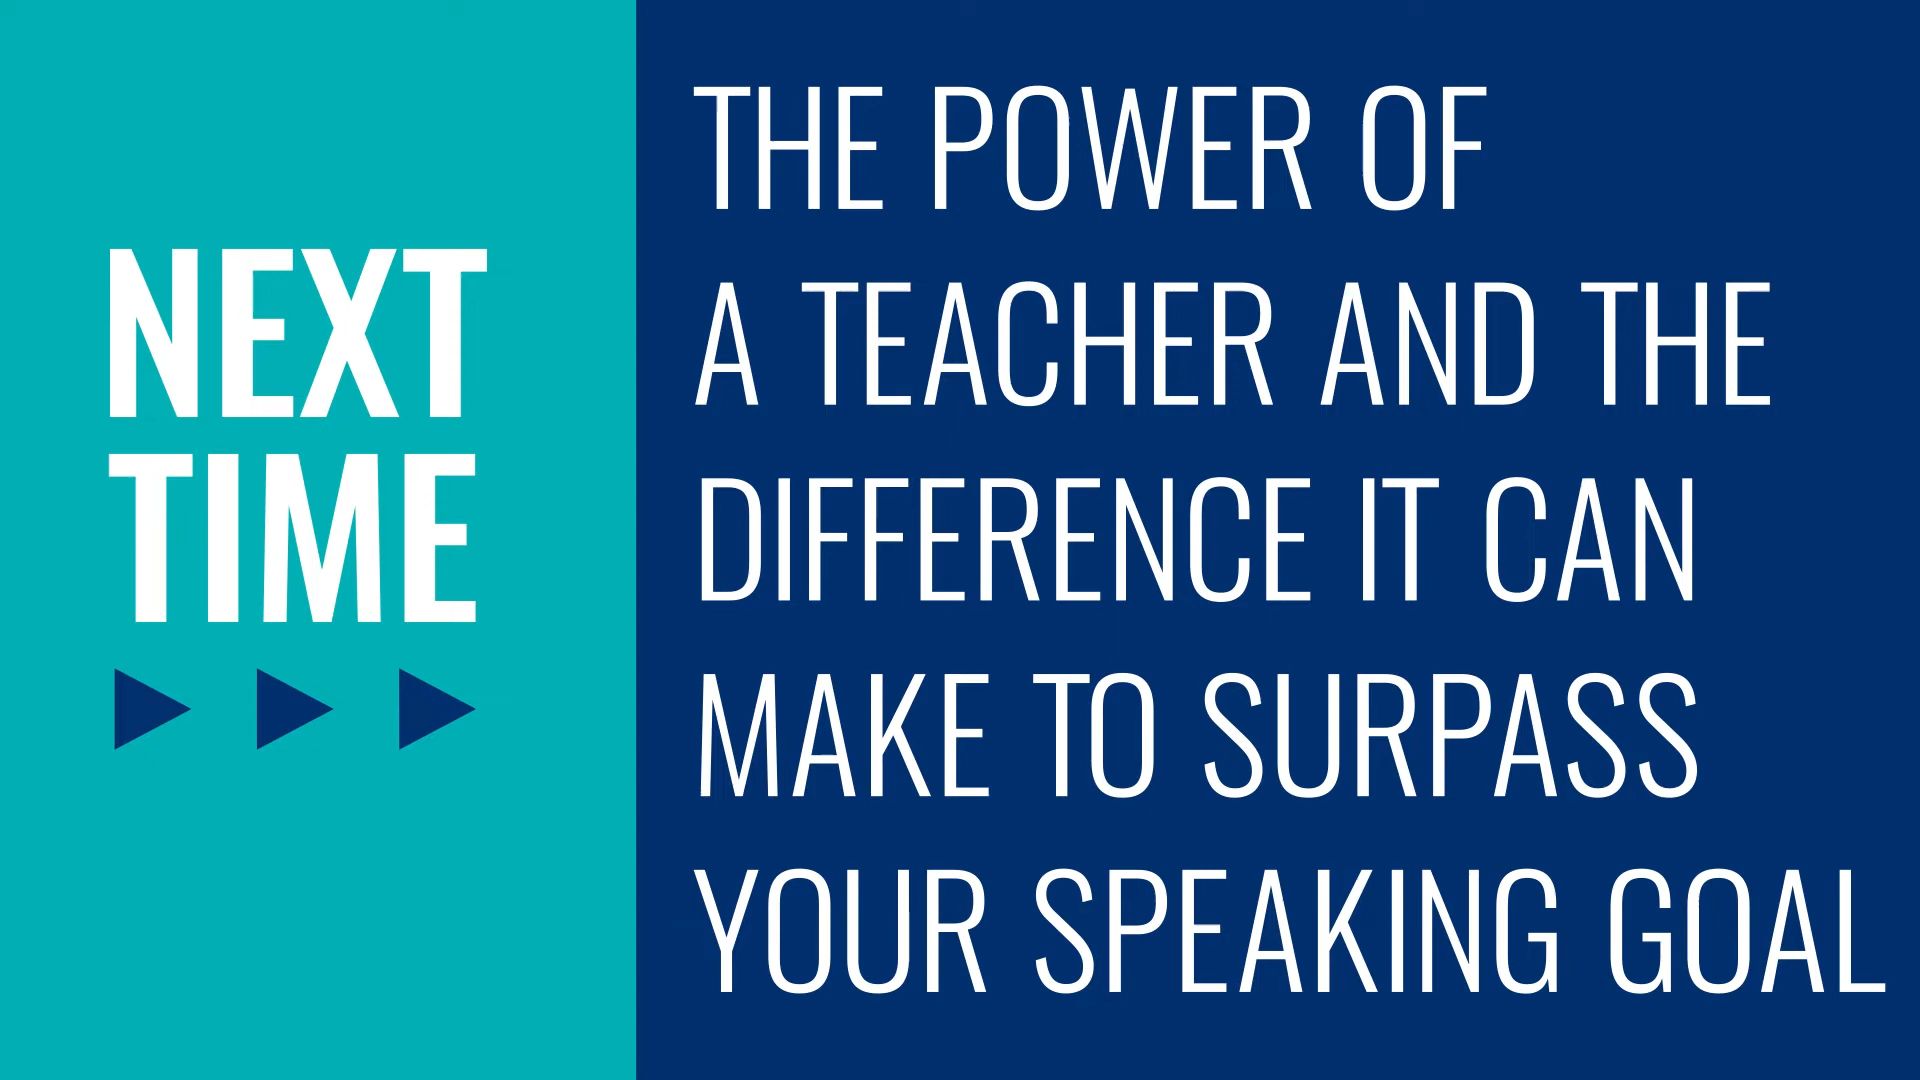 NEXT
TIME
THE POWER OF
A TEACHER AND THE
DIFFERENCE IT CAN
MAKE TO SURPASS
YOUR SPEAKING GOAL